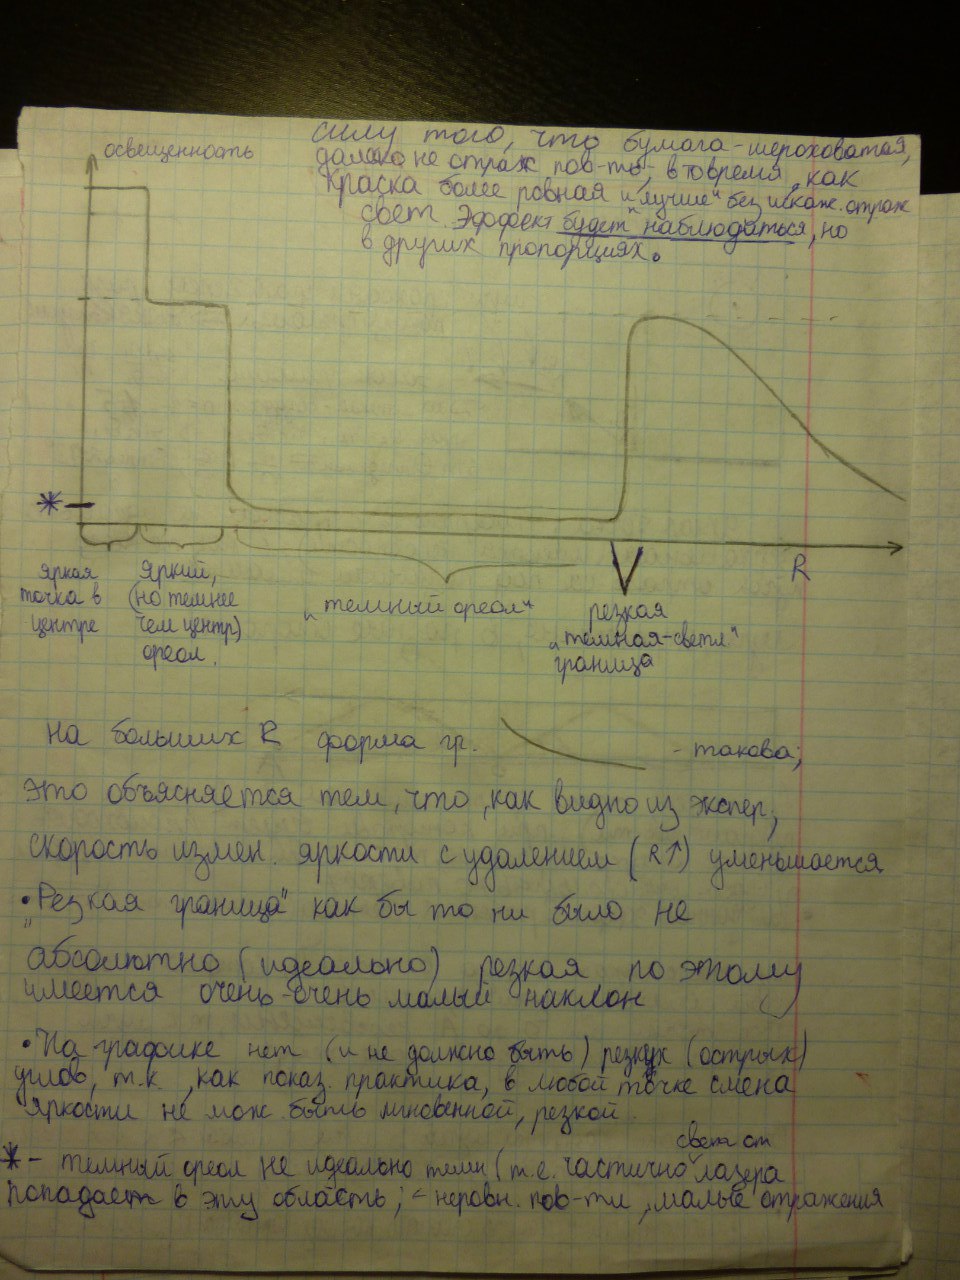 силу того, что бумага-шероховатая,
далеко не отраж пов-ть, в то время, как
краска более ровная и "лучше" без искаж. отраж
свет. Эффект будет наблюдаться, но
в других пропорциях.
освещенность
*
R
яркая
точка в
центре
яркий,
(но темнее
чем центр)
ореол.
"темный ореол"
резкая
"темная-светл"
граница
На больших R форма гр. - такова;
это объясняется тем, что, как видно из экспер,
скорость измен. яркости с удалением (R↑) уменьшается
• "Резкая граница" как бы то ни было не
абсолютно (идеально) резкая по этому
имеется очень-очень малый наклон
• На графике нет (и не должно быть) резких (острых)
углов, т.к., как показ. практика, в любой точке смена
яркости не мож. быть мгновенной, резкой.
* - темный ореол не идеально темн (т.е. частично света от лазера
попадает в эту область; ← неровн. пов-ти, малые отражения